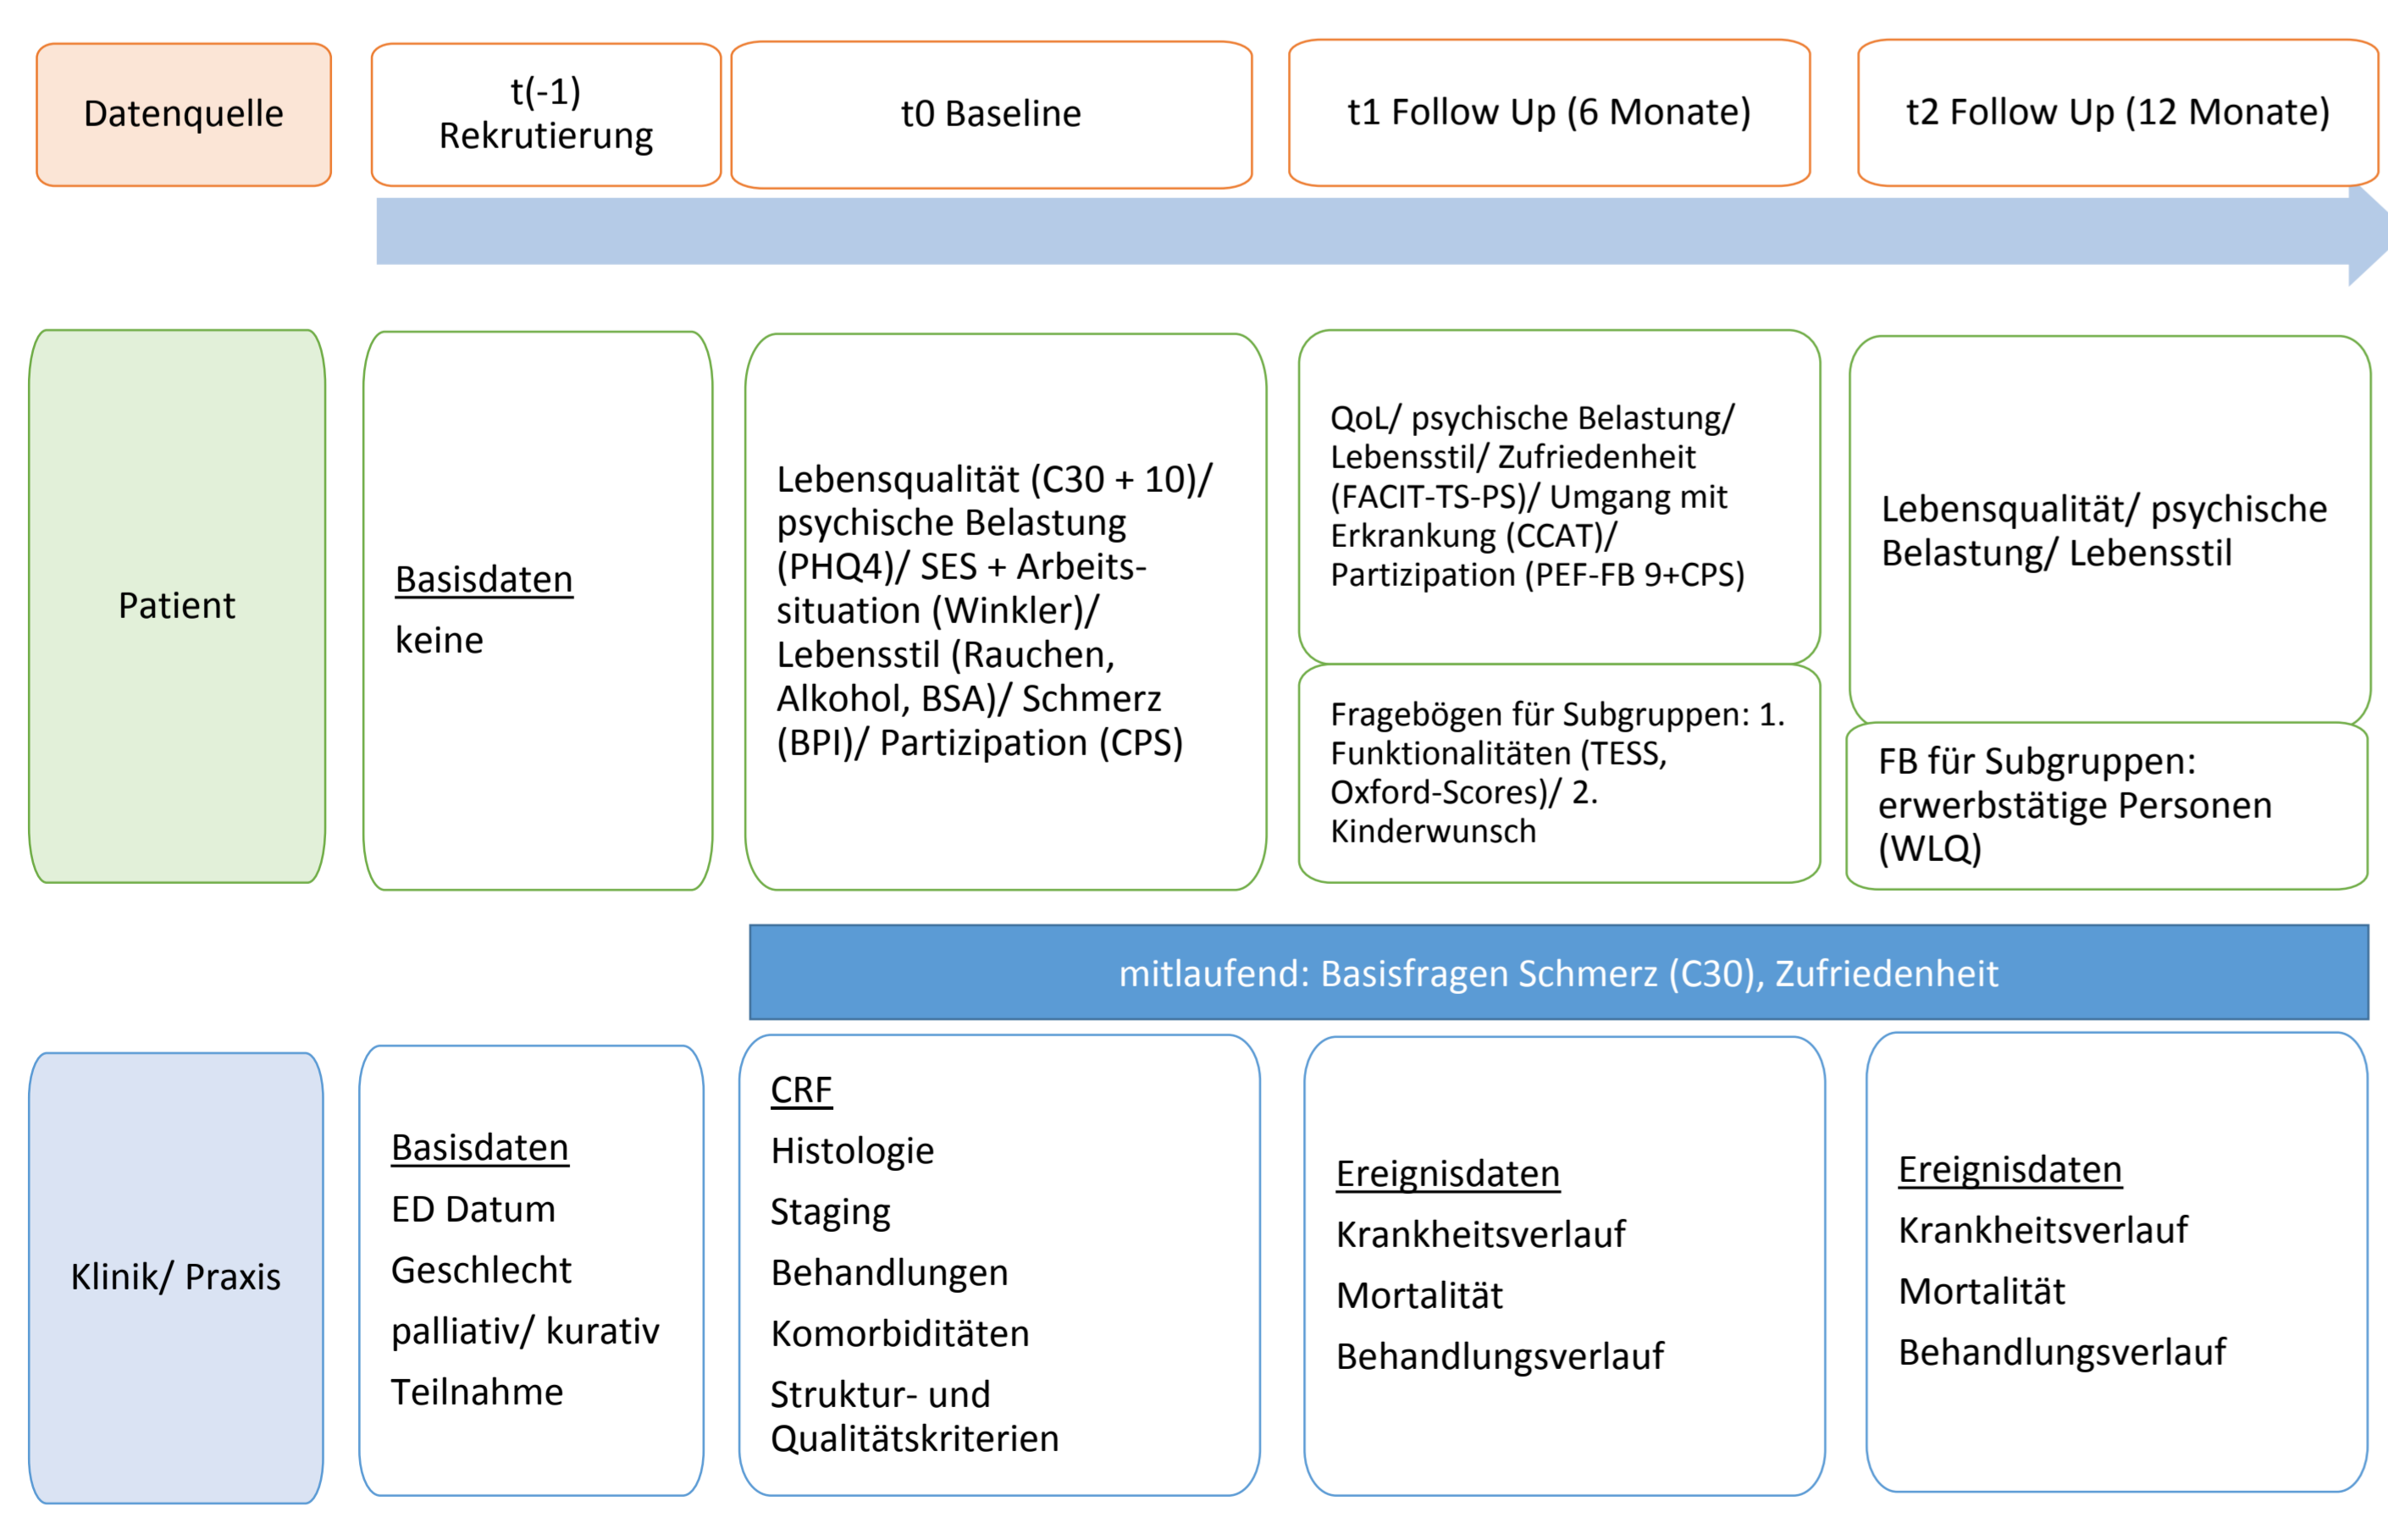 Datenquelle
t(-1)
Rekrutierung
t0 Baseline
t1 Follow Up (6 Monate)
t2 Follow Up (12 Monate)
Patient
Basisdaten
keine
Lebensqualität (C30 + 10)/
psychische Belastung
(PHQ4)/ SES + Arbeits-
situation (Winkler)/
Lebensstil (Rauchen,
Alkohol, BSA)/ Schmerz
(BPI)/ Partizipation (CPS)
QoL/ psychische Belastung/
Lebensstil/ Zufriedenheit
(FACIT-TS-PS)/ Umgang mit
Erkrankung (CCAT)/
Partizipation (PEF-FB 9+CPS)
Fragebögen für Subgruppen: 1.
Funktionalitäten (TESS,
Oxford-Scores)/ 2.
Kinderwunsch
Lebensqualität/ psychische
Belastung/ Lebensstil
FB für Subgruppen:
erwerbstätige Personen
(WLQ)
mitlaufend: Basisfragen Schmerz (C30), Zufriedenheit
Klinik/ Praxis
Basisdaten
ED Datum
Geschlecht
palliativ/ kurativ
Teilnahme
CRF
Histologie
Staging
Behandlungen
Komorbiditäten
Struktur- und
Qualitätskriterien
Ereignisdaten
Krankheitsverlauf
Mortalität
Behandlungsverlauf
Ereignisdaten
Krankheitsverlauf
Mortalität
Behandlungsverlauf